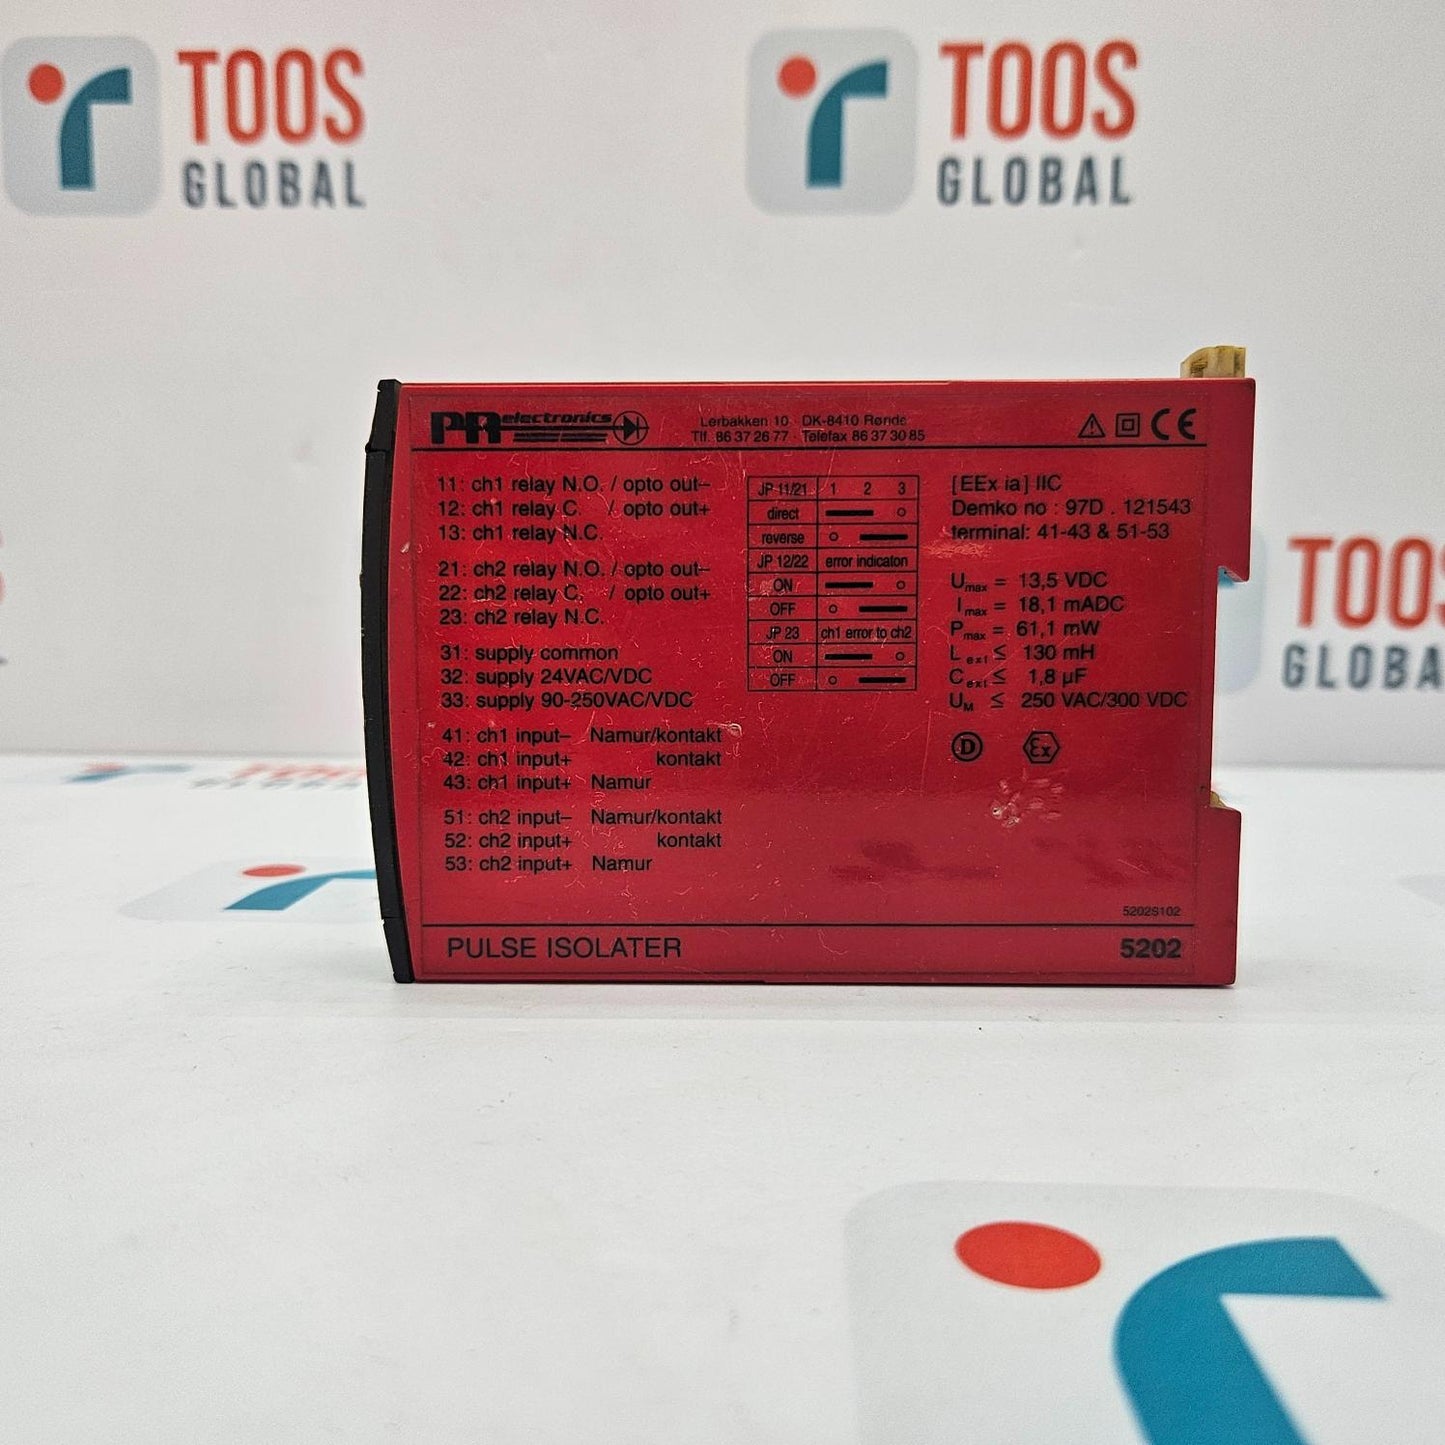 TOOS
GLOBAL
TOOS
GLOBAL
PR electronics
Lerbakken 10 · DK-8410 Rønde
Tlf. 86 37 26 77 · Telefax 86 37 30 85
CE
11: ch1 relay N.O. / opto out–
12: ch1 relay C. / opto out+
13: ch1 relay N.C.
21: ch2 relay N.O. / opto out–
22: ch2 relay C. / opto out+
23: ch2 relay N.C.
31: supply common
32: supply 24VAC/VDC
33: supply 90-250VAC/VDC
41: ch1 input– Namur/kontakt
42: ch1 input+ kontakt
43: ch1 input+ Namur
51: ch2 input– Namur/kontakt
52: ch2 input+ kontakt
53: ch2 input+ Namur
JP 11/21 1 2 3
direct
reverse
JP 12/22 error indicaton
ON
OFF
JP 23 ch1 error to ch2
ON
OFF
[EEx ia] IIC
Demko no : 97D . 121543
terminal: 41-43 & 51-53
Umax = 13,5 VDC
Imax = 18,1 mADC
Pmax = 61,1 mW
Lext ≤ 130 mH
Cext ≤ 1,8 µF
UM ≤ 250 VAC/300 VDC
D Ex
5202S102
PULSE ISOLATER 5202
TOOS
GLOBAL
TOOS